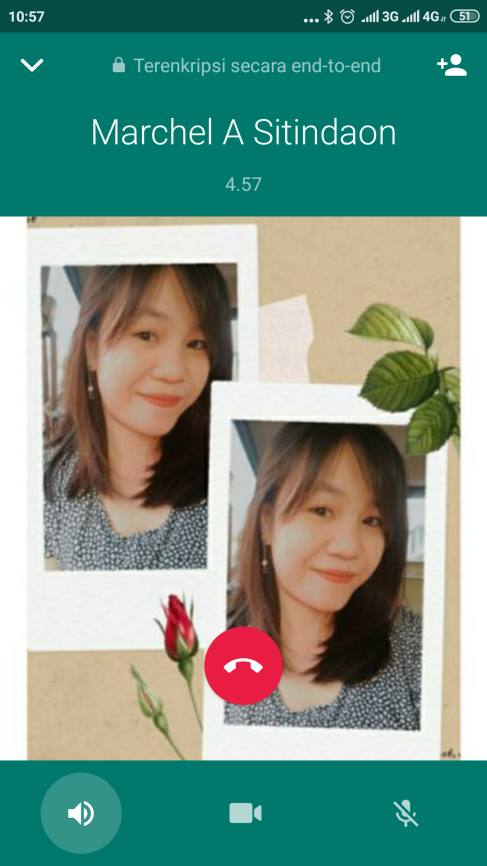 10:57
3G 4G 51
Terenkripsi secara end-to-end
Marchel A Sitindaon
4.57